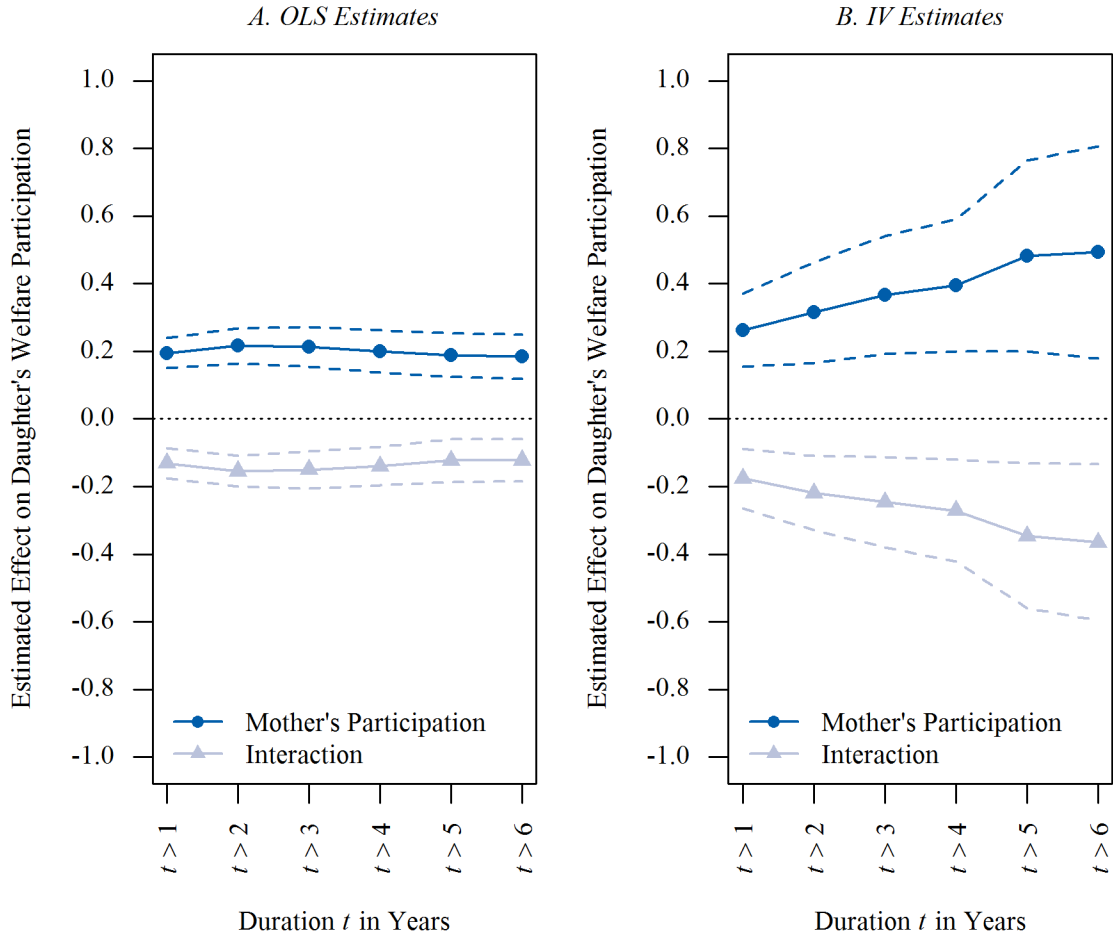 A. OLS Estimates
Estimated Effect on Daughter's Welfare Participation
1.0
0.8
0.6
0.4
0.2
0.0
-0.2
-0.4
-0.6
-0.8
-1.0
Mother's Participation
Interaction
t > 1
t > 2
t > 3
t > 4
t > 5
t > 6
Duration t in Years
B. IV Estimates
Estimated Effect on Daughter's Welfare Participation
1.0
0.8
0.6
0.4
0.2
0.0
-0.2
-0.4
-0.6
-0.8
-1.0
Mother's Participation
Interaction
t > 1
t > 2
t > 3
t > 4
t > 5
t > 6
Duration t in Years